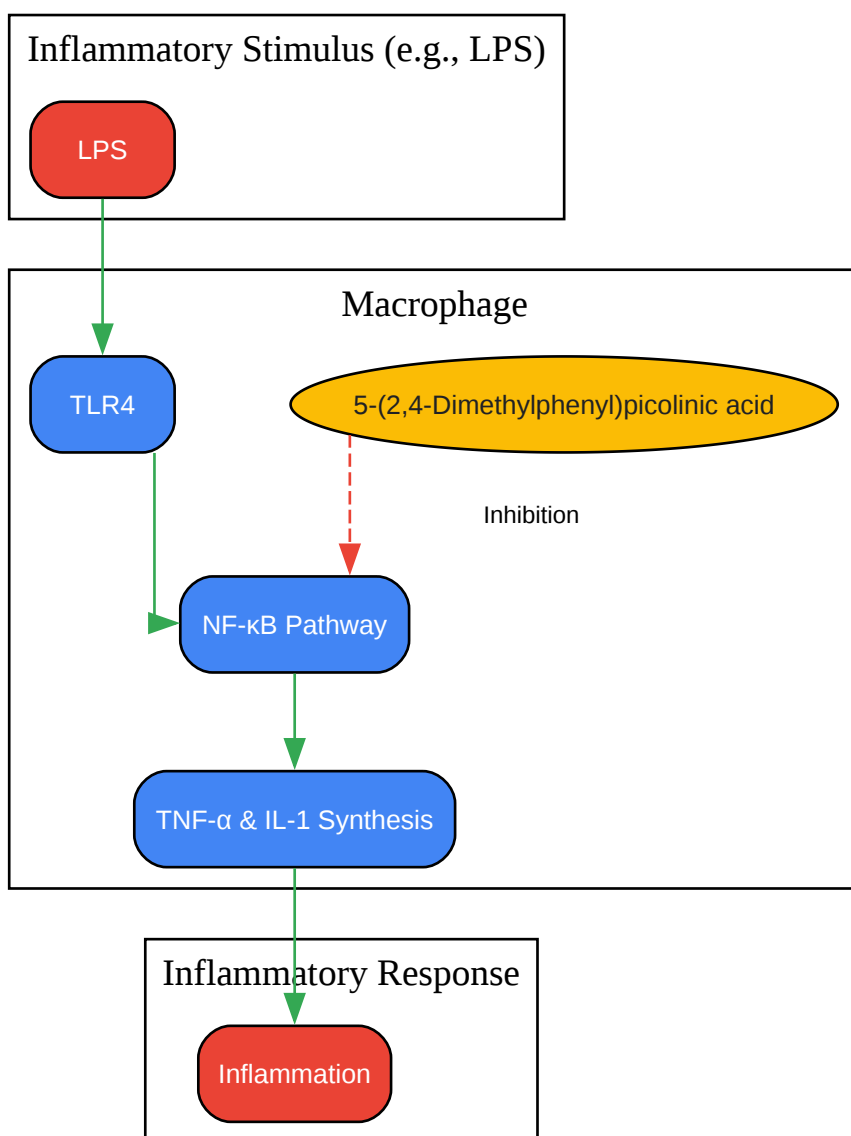 Inflammatory Stimulus (e.g., LPS)
LPS
Macrophage
TLR4
5-(2,4-Dimethylphenyl)picolinic acid
Inhibition
NF-κB Pathway
TNF-α & IL-1 Synthesis
Inflammatory Response
Inflammation